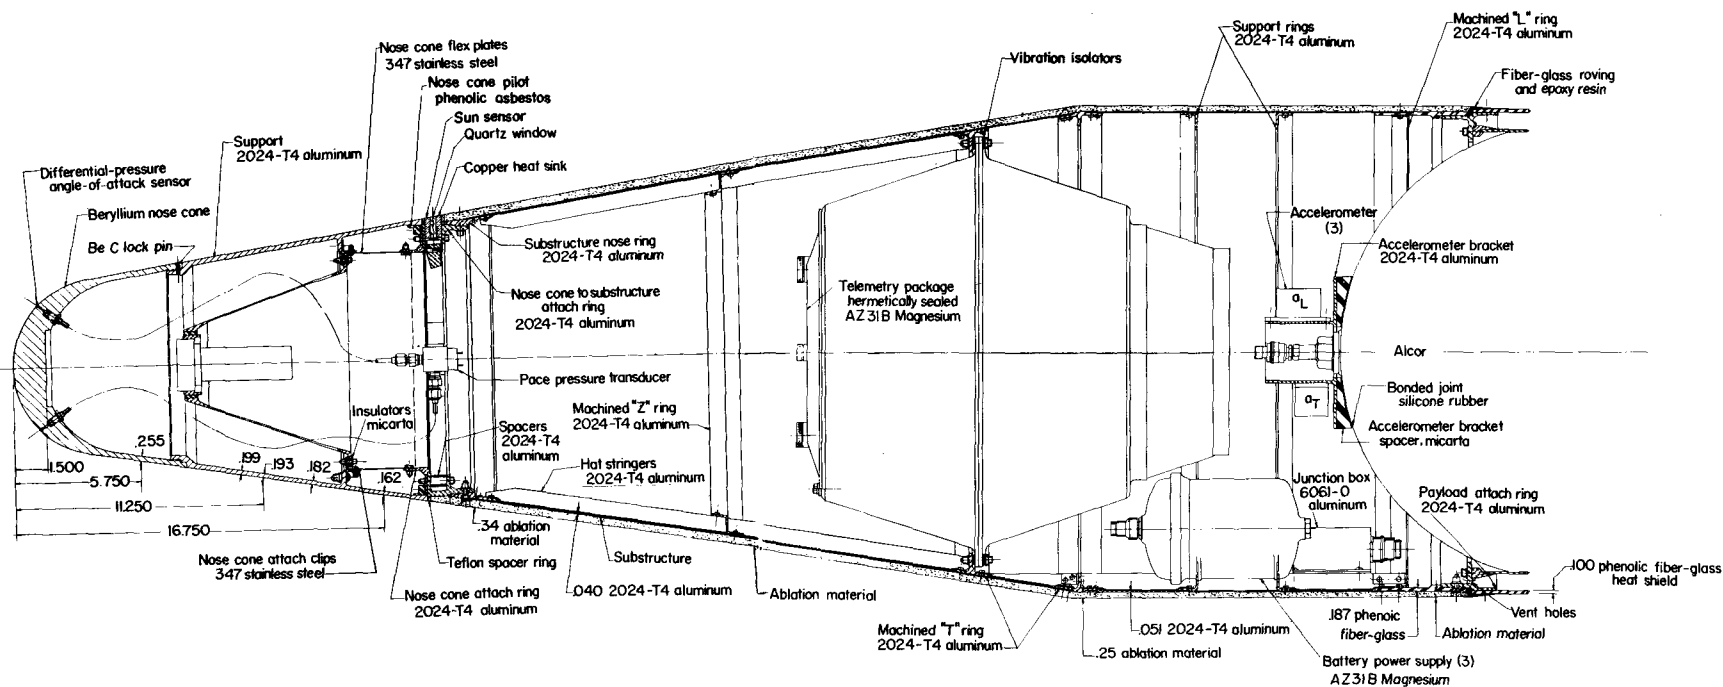 Nose cone flex plates
347 stainless steel
Nose cone pilot
phenolic asbestos
Sun sensor
Quartz window
Copper heat sink
Support
2024-T4 aluminum
Differential-pressure
angle-of-attack sensor
Beryllium nose cone
Be C lock pin
Vibration isolators
Support rings
2024-T4 aluminum
Machined "L" ring
2024-T4 aluminum
Fiber-glass roving
and epoxy resin
Substructure nose ring
2024-T4 aluminum
Nose cone to substructure
attach ring
2024-T4 aluminum
Telemetry package
hermetically sealed
AZ 31 B Magnesium
Accelerometer
(3)
Accelerometer bracket
2024-T4 aluminum
aL
Alcor
aT
Pace pressure transducer
Bonded joint
silicone rubber
Accelerometer bracket
spacer, micarta
Insulators
micarta
Machined "Z" ring
2024-T4 aluminum
Spacers
2024-T4
aluminum
Hat stringers
2024-T4 aluminum
Junction box
6061-O
aluminum
Payload attach ring
2024-T4 aluminum
.255
.199
.193
.182
.162
1.500
5.750
11.250
16.750
.34 ablation
material
Nose cone attach clips
347 stainless steel
Teflon spacer ring
Substructure
Nose cone attach ring
2024-T4 aluminum
.040 2024-T4 aluminum
Ablation material
Machined "T" ring
2024-T4 aluminum
.051 2024-T4 aluminum
.25 ablation material
.187 phenoic
fiber-glass
Battery power supply (3)
AZ 31 B Magnesium
.100 phenolic fiber-glass
heat shield
Vent holes
Ablation material